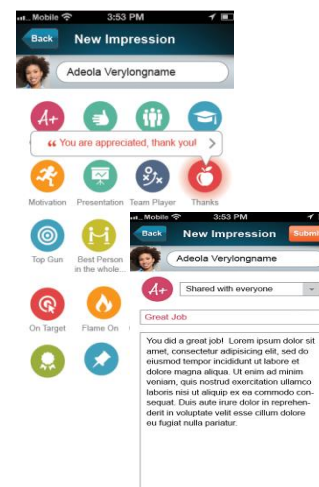 Mobile 3:53 PM
Back New Impression
Adeola Verylongname
A+
“ You are appreciated, thank you! >
Motivation Presentation Team Player Thanks
Top Gun Best Person
in the whole...
On Target Flame On
Mobile 3:53 PM
Back New Impression Submi
Adeola Verylongname
A+ Shared with everyone
Great Job
You did a great job! Lorem ipsum dolor sit
amet, consectetur adipisicing elit, sed do
eiusmod tempor incididunt ut labore et
dolore magna aliqua. Ut enim ad minim
veniam, quis nostrud exercitation ullamco
laboris nisi ut aliquip ex ea commodo con-
sequat. Duis aute irure dolor in reprehen-
derit in voluptate velit esse cillum dolore
eu fugiat nulla pariatur.